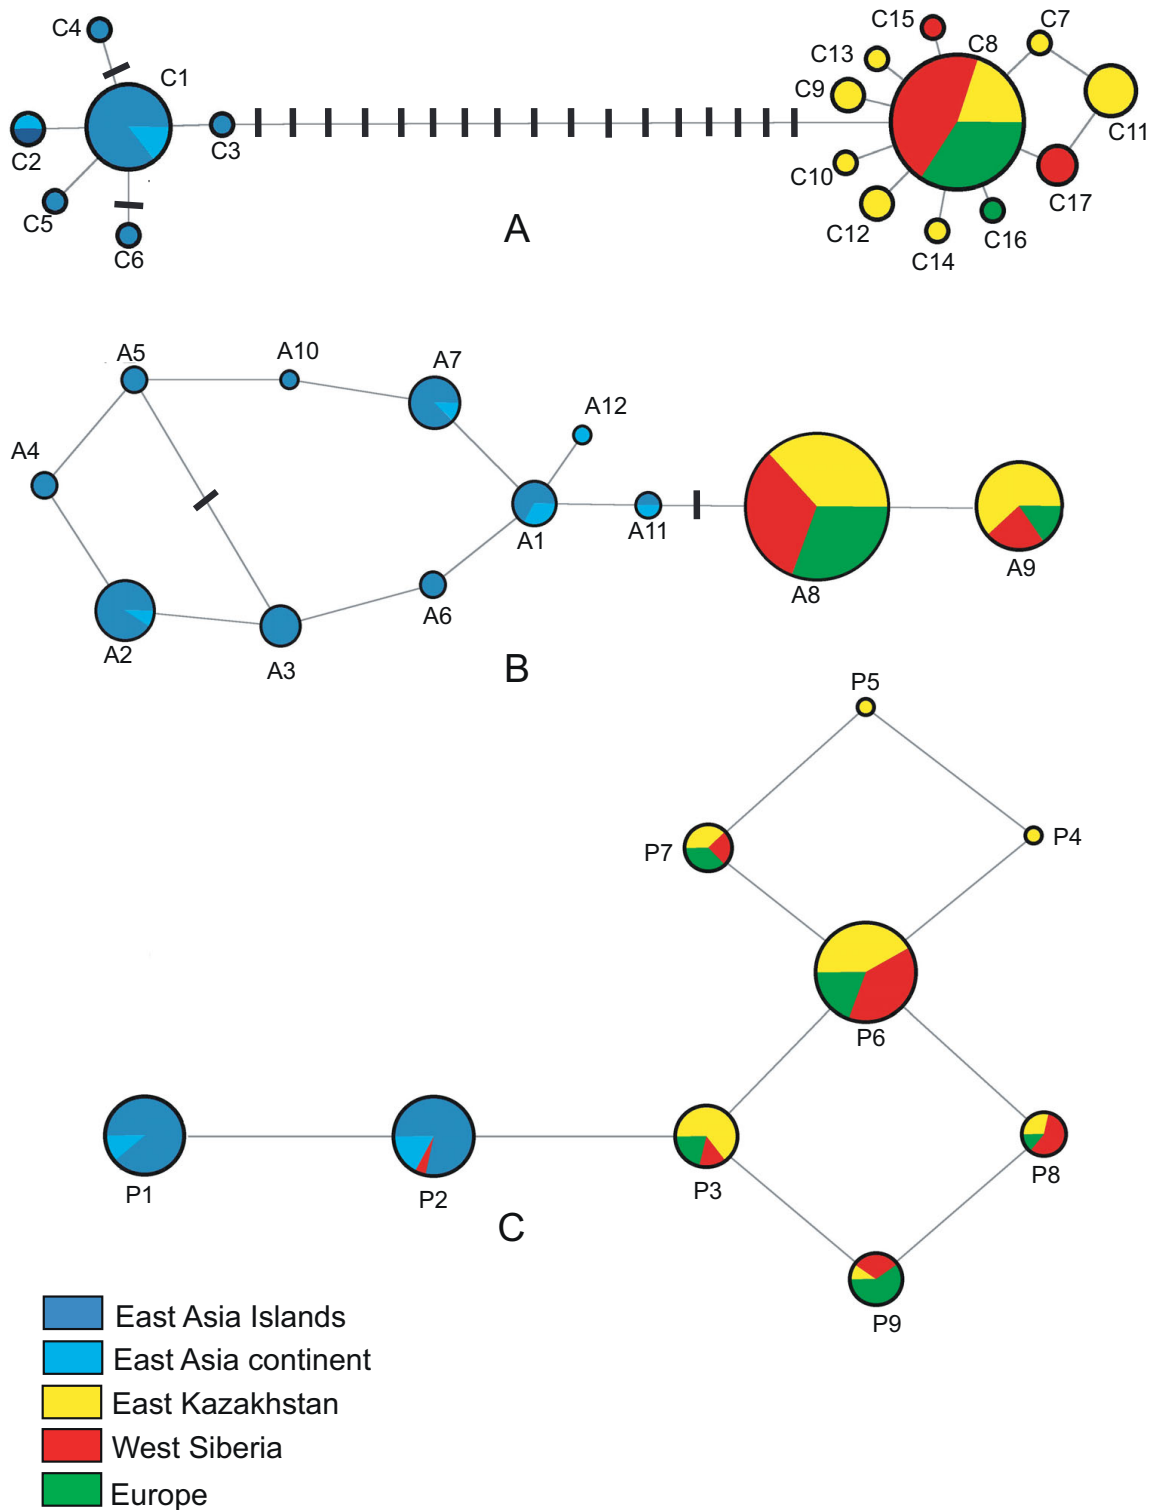 C4
C1
C2
C3
C5
C6
A
C15
C8
C7
C13
C9
C11
C10
C17
C12
C16
C14
A5
A10
A7
A12
A4
A1
A11
A9
A8
A6
A2
A3
B
P5
P7
P4
P6
P1
P2
P3
P8
P9
C
East Asia Islands
East Asia continent
East Kazakhstan
West Siberia
Europe